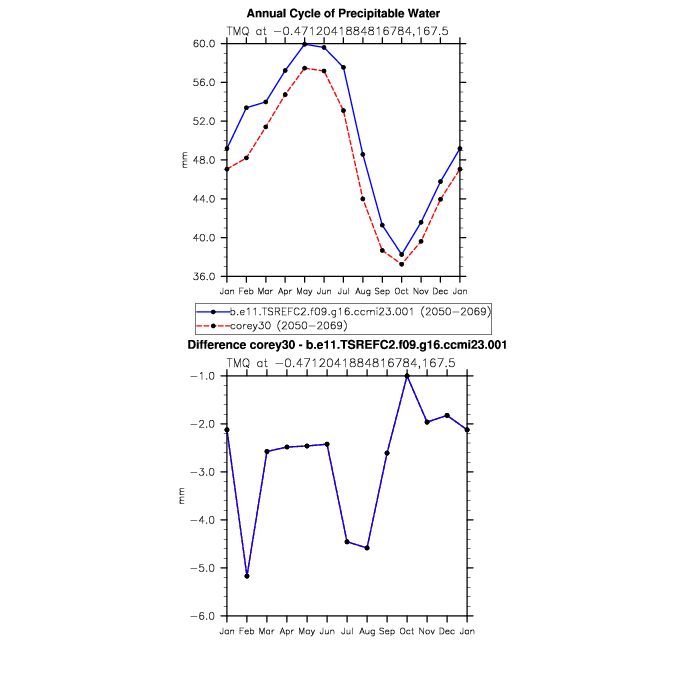 Annual Cycle of Precipitable Water
TMQ at −0.4712041884816784,167.5
60.0
56.0
52.0
48.0
44.0
40.0
36.0
mm
Jan Feb Mar Apr May Jun Jul Aug Sep Oct Nov Dec Jan
b.e11.TSREFC2.f09.g16.ccmi23.001 (2050−2069)
corey30 (2050−2069)
Difference corey30 - b.e11.TSREFC2.f09.g16.ccmi23.001
TMQ at −0.4712041884816784,167.5
−1.0
−2.0
−3.0
−4.0
−5.0
−6.0
mm
Jan Feb Mar Apr May Jun Jul Aug Sep Oct Nov Dec Jan